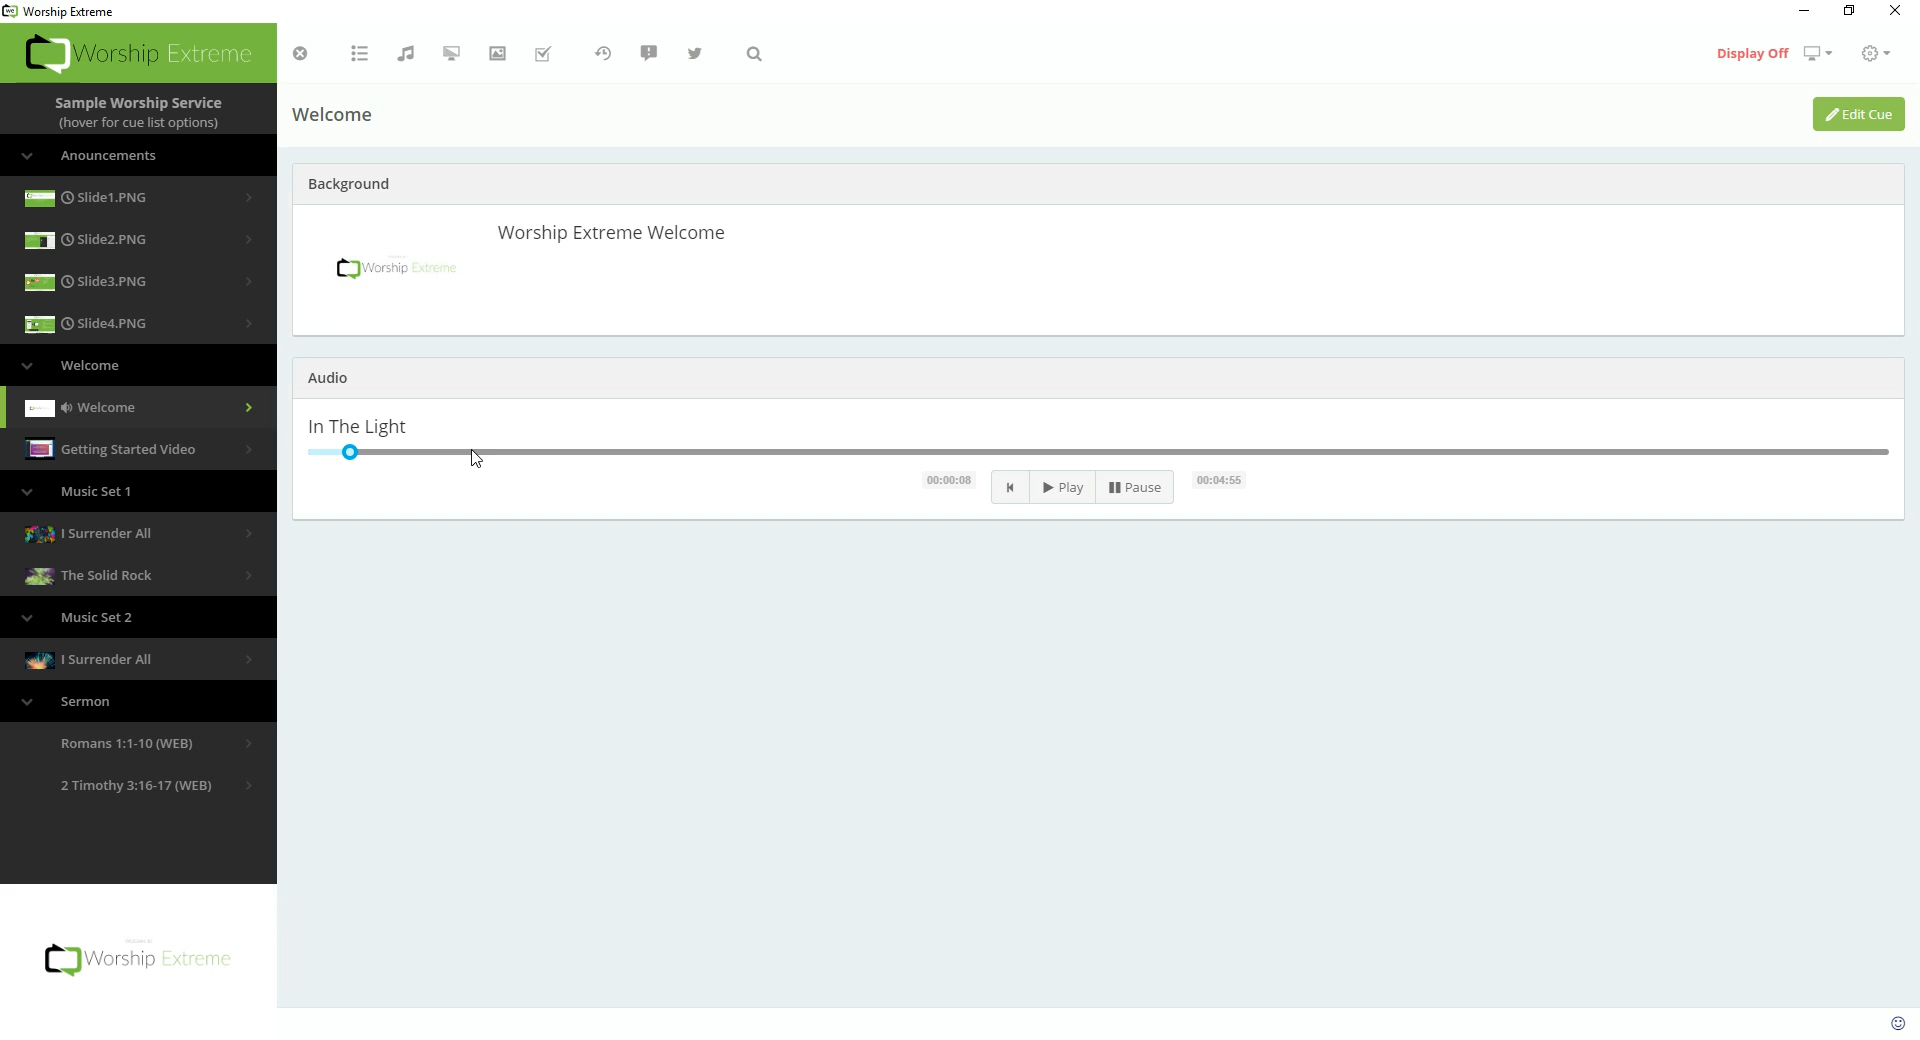 Worship Extreme
Worship Extreme
Display Off
Sample Worship Service
(hover for cue list options)
Anouncements
Slide1.PNG
Slide2.PNG
Slide3.PNG
Slide4.PNG
Welcome
Welcome
Getting Started Video
Music Set 1
I Surrender All
The Solid Rock
Music Set 2
I Surrender All
Sermon
Romans 1:1-10 (WEB)
2 Timothy 3:16-17 (WEB)
Worship Extreme
Welcome
Edit Cue
Background
Worship Extreme Welcome
Worship Extreme
Audio
In The Light
00:00:08
Play
Pause
00:04:55